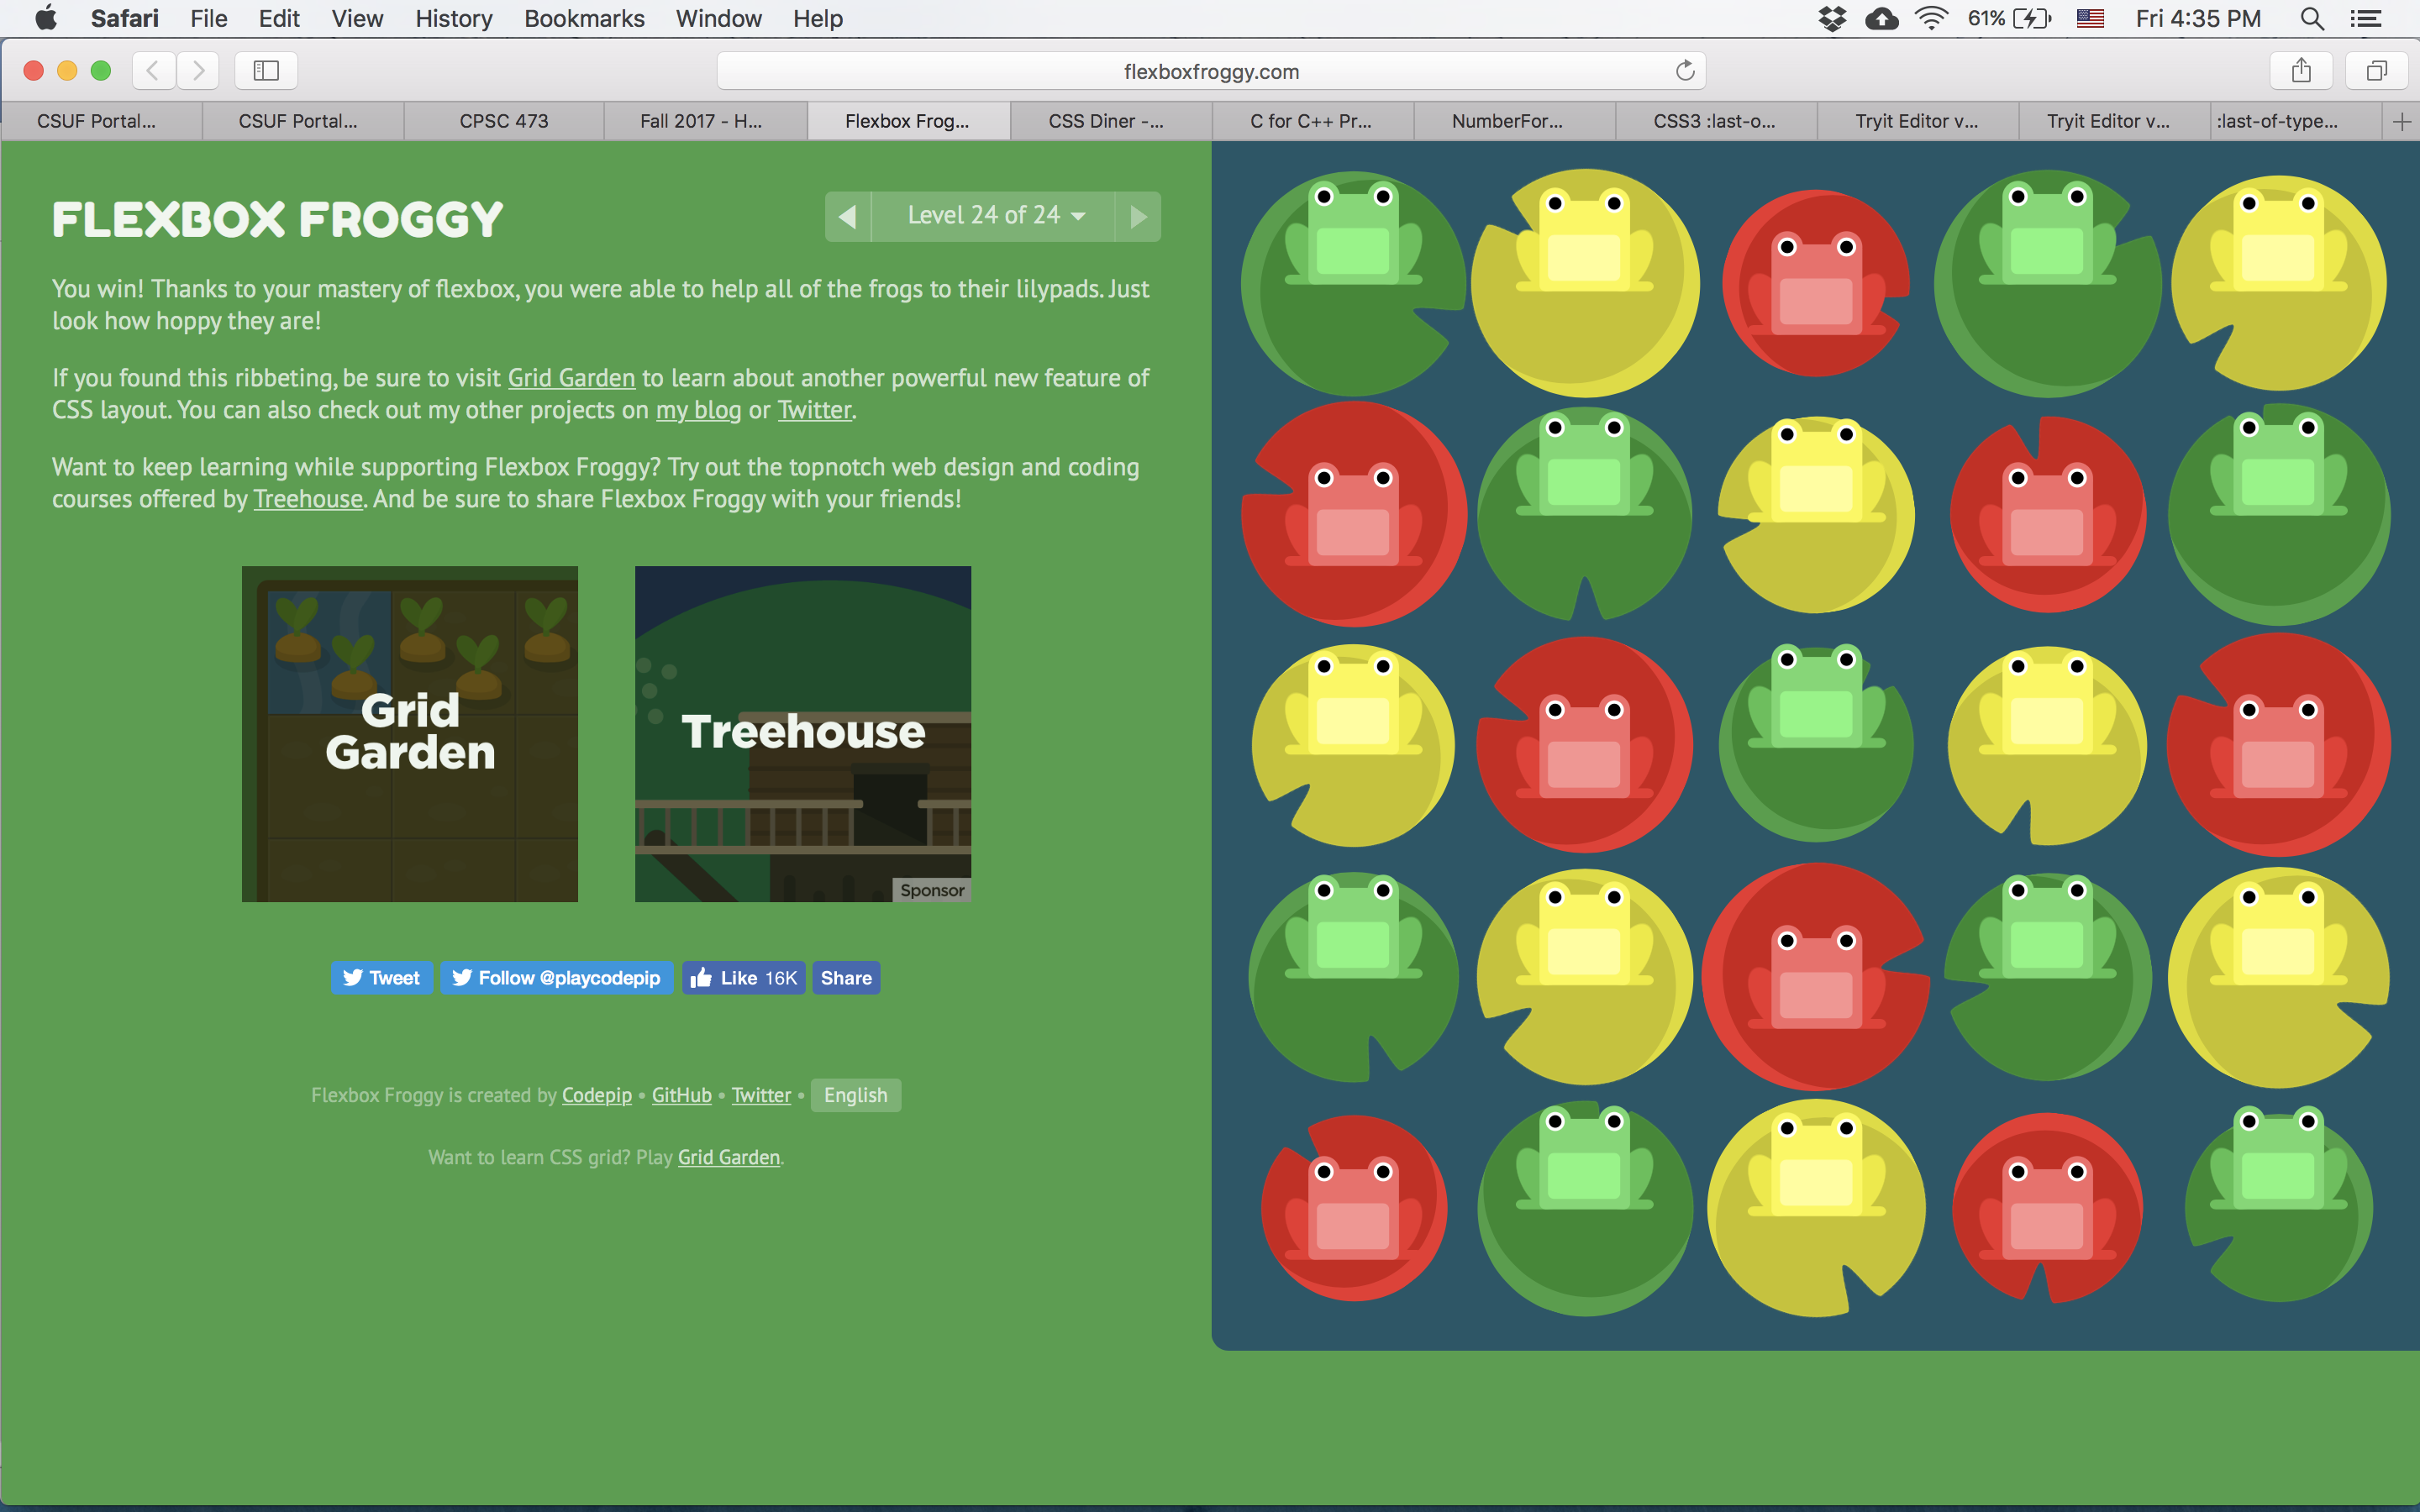 Safari File Edit View History Bookmarks Window Help 61% Fri 4:35 PM
flexboxfroggy.com
CSUF Portal... CSUF Portal... CPSC 473 Fall 2017 - H... Flexbox Frog... CSS Diner -... C for C++ Pr... NumberFor... CSS3 :last-o... Tryit Editor v... Tryit Editor v... :last-of-type...
FLEXBOX FROGGY
Level 24 of 24
You win! Thanks to your mastery of flexbox, you were able to help all of the frogs to their lilypads. Just
look how hoppy they are!
If you found this ribbeting, be sure to visit Grid Garden to learn about another powerful new feature of
CSS layout. You can also check out my other projects on my blog or Twitter.
Want to keep learning while supporting Flexbox Froggy? Try out the topnotch web design and coding
courses offered by Treehouse. And be sure to share Flexbox Froggy with your friends!
Grid
Garden
Treehouse
Sponsor
Tweet Follow @playcodepip Like 16K Share
Flexbox Froggy is created by Codepip • GitHub • Twitter • English
Want to learn CSS grid? Play Grid Garden.